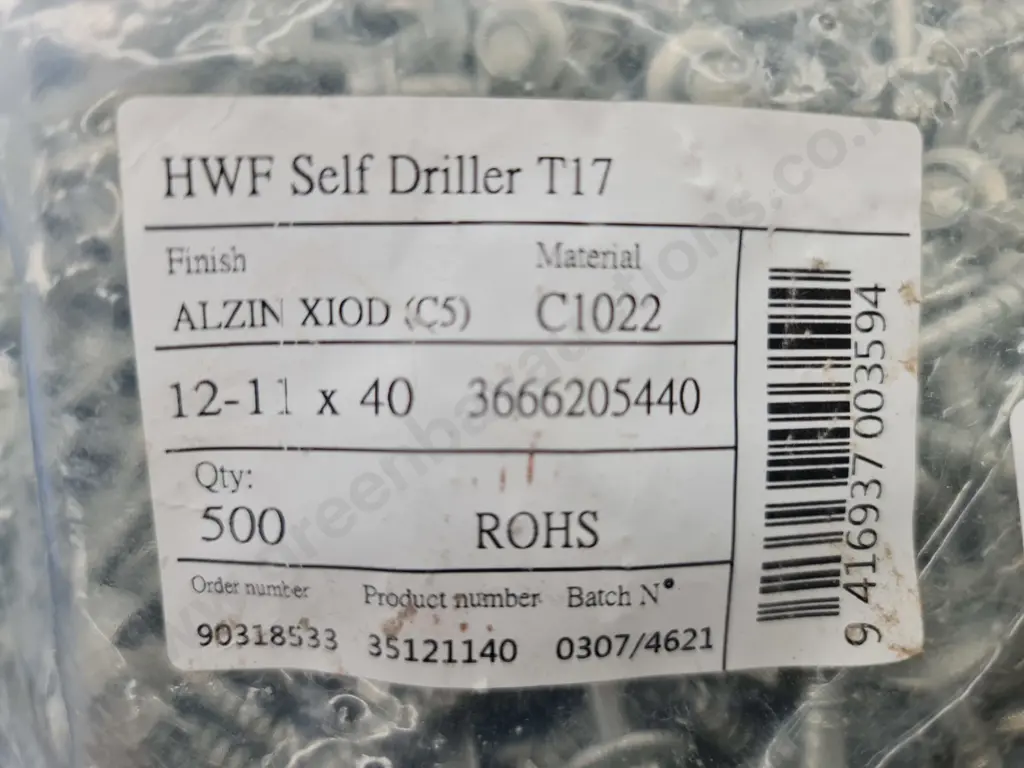 HWF Self Driller T17
Finish Material
ALZIN XIOD (C5) C1022
12-11 x 40 3666205440
Qty:
500 ROHS
Order number Product number Batch N°
90318533 35121140 0307/4621
9 416937 003594